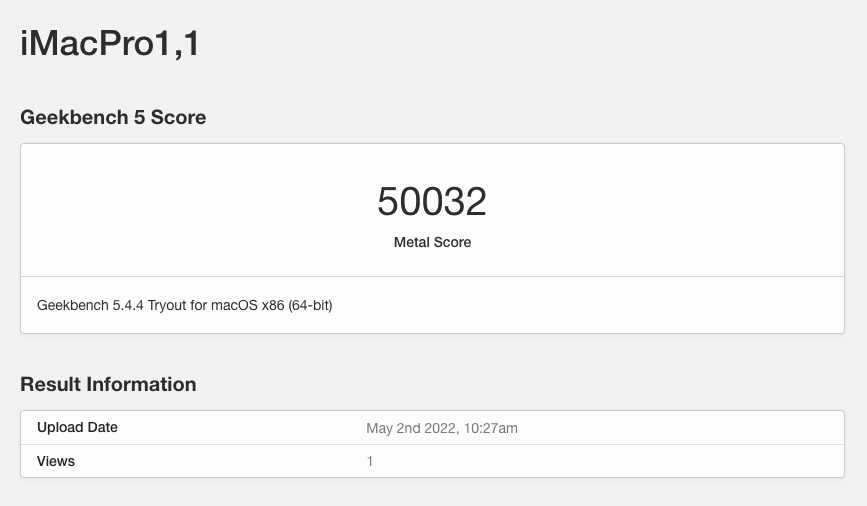 iMacPro1,1
Geekbench 5 Score
50032
Metal Score
Geekbench 5.4.4 Tryout for macOS x86 (64-bit)
Result Information
Upload Date May 2nd 2022, 10:27am
Views 1